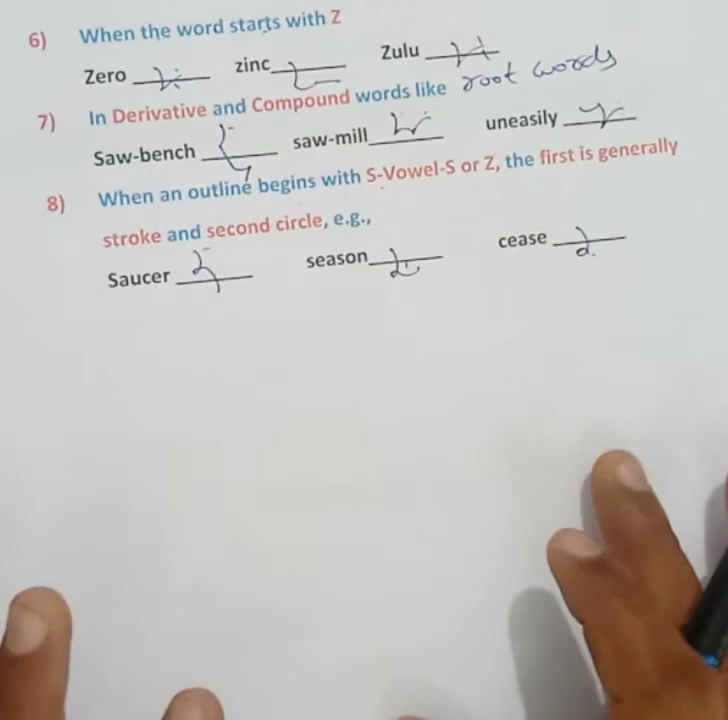 6) When the word starts with Z
Zero zinc Zulu
7) In Derivative and Compound words like root words
Saw-bench saw-mill uneasily
8) When an outline begins with S-Vowel-S or Z, the first is generally
stroke and second circle, e.g.,
Saucer season cease